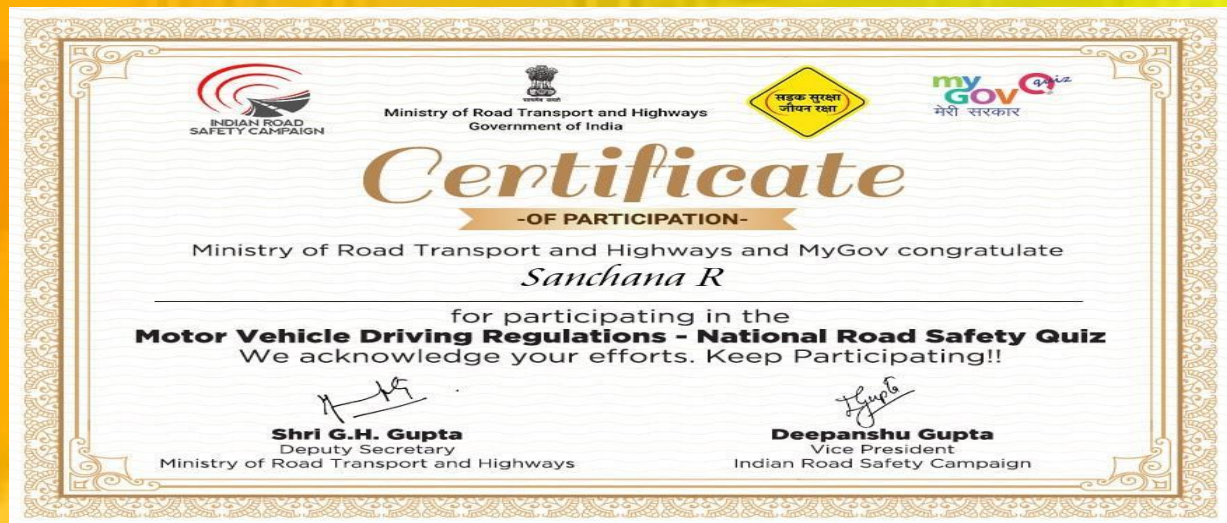 INDIAN ROAD
SAFETY CAMPAIGN
सत्यमेव जयते
Ministry of Road Transport and Highways
Government of India
सड़क सुरक्षा
जीवन रक्षा
my
GOV
quiz
मेरी सरकार
Certificate
-OF PARTICIPATION-
Ministry of Road Transport and Highways and MyGov congratulate
Sanchana R
for participating in the
Motor Vehicle Driving Regulations - National Road Safety Quiz
We acknowledge your efforts. Keep Participating!!
Shri G.H. Gupta
Deputy Secretary
Ministry of Road Transport and Highways
Deepanshu Gupta
Vice President
Indian Road Safety Campaign